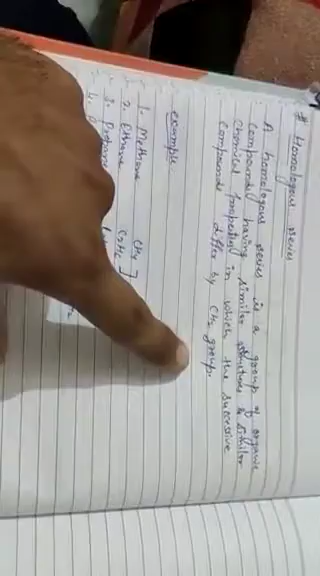 # Homologous series
A homologous series is a group of organic
compounds having similar structure & similar
chemical properties in which the successive
compounds differ by CH₂ group.
example
1. Methane CH₄
2. Ethane C₂H₆
3. Propane
4.